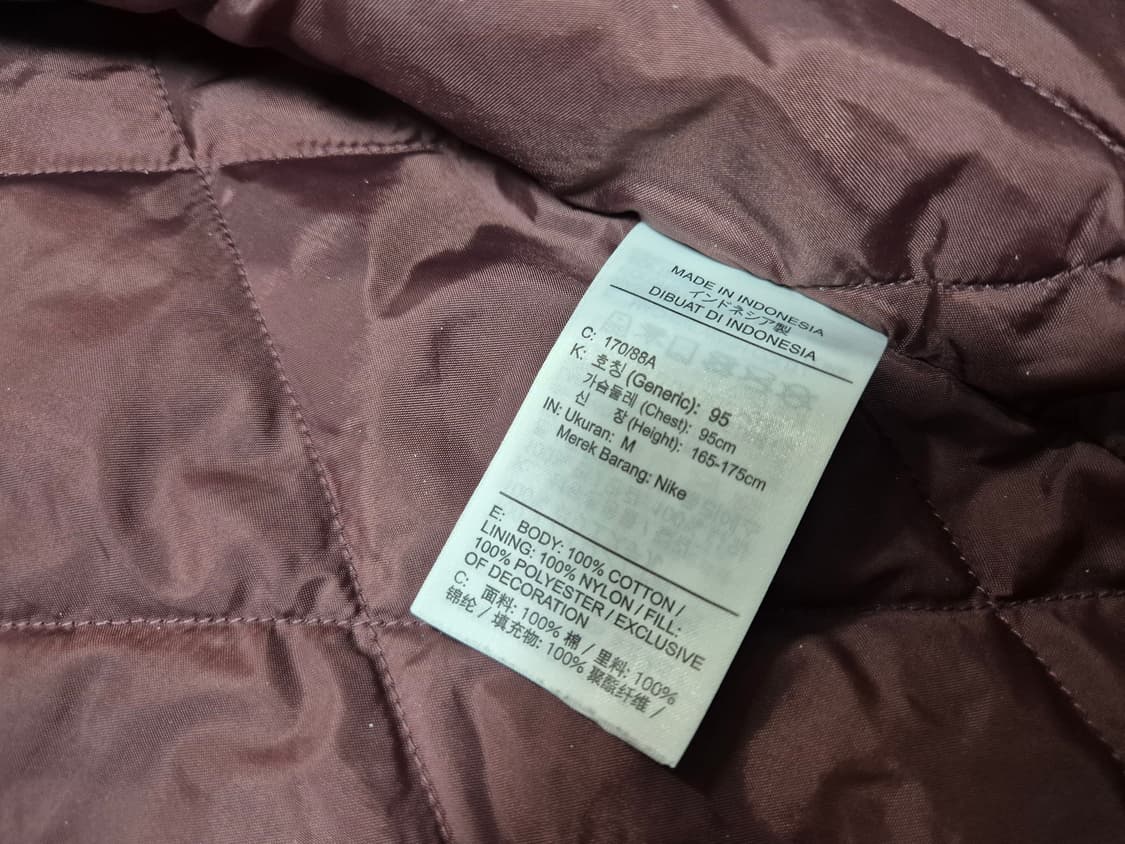 MADE IN INDONESIA
インドネシア製
DIBUAT DI INDONESIA
C: 170/88A
K: 호칭 (Generic): 95
가슴둘레 (Chest): 95cm
신 장 (Height): 165-175cm
IN: Ukuran: M
Merek Barang: Nike
E: BODY: 100% COTTON /
LINING: 100% NYLON / FILL:
100% POLYESTER / EXCLUSIVE
OF DECORATION
C: 面料: 100% 棉 / 里料: 100%
锦纶 / 填充物: 100% 聚酯纤维 /